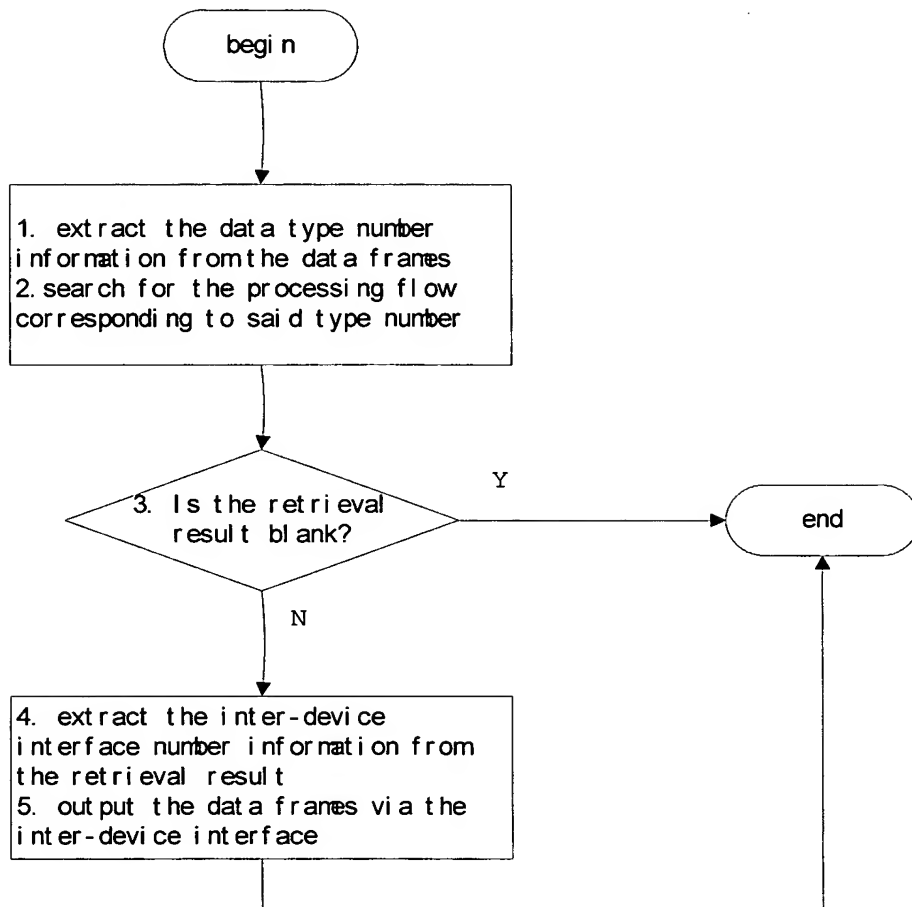 begin
1. extract the data type number
information from the data frames
2. search for the processing flow
corresponding to said type number
3. Is the retrieval
result blank?
Y
end
N
4. extract the inter-device
interface number information from
the retrieval result
5. output the data frames via the
inter-device interface